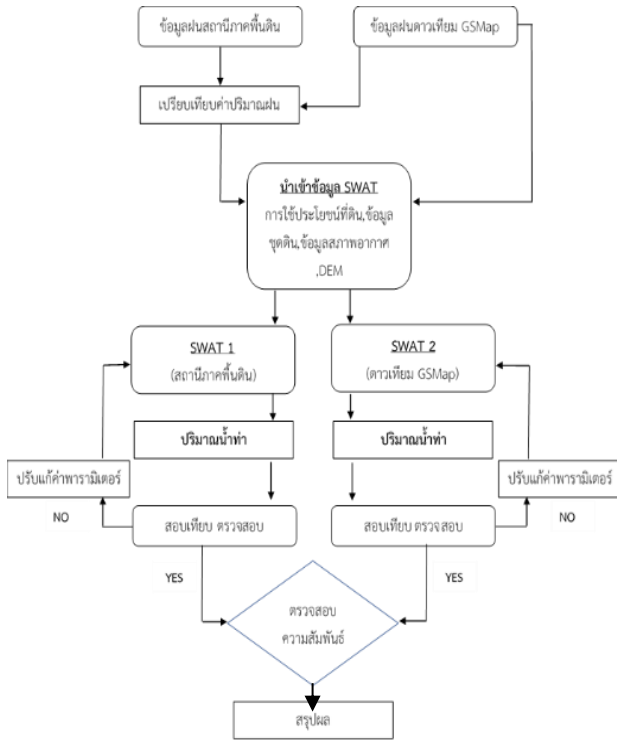 ข้อมูลฝนสถานีภาคพื้นดิน
ข้อมูลฝนดาวเทียม GSMap
เปรียบเทียบค่าปริมาณฝน
นำเข้าข้อมูล SWAT
การใช้ประโยชน์ที่ดิน,ข้อมูล
ชุดดิน,ข้อมูลสภาพอากาศ
,DEM
SWAT 1
(สถานีภาคพื้นดิน)
SWAT 2
(ดาวเทียม GSMap)
ปริมาณน้ำท่า
ปริมาณน้ำท่า
ปรับแก้ค่าพารามิเตอร์
ปรับแก้ค่าพารามิเตอร์
NO
สอบเทียบ ตรวจสอบ
สอบเทียบ ตรวจสอบ
NO
YES
YES
ตรวจสอบ
ความสัมพันธ์
สรุปผล